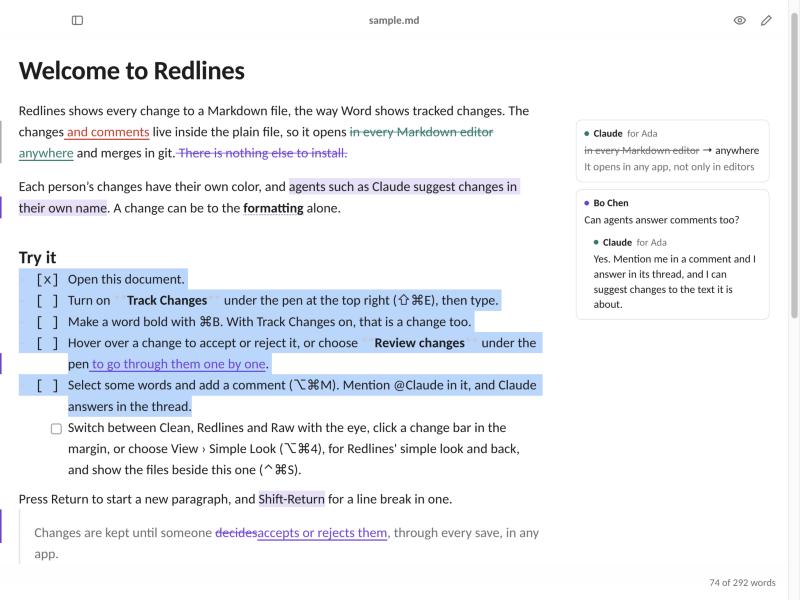 sample.md
Welcome to Redlines
Redlines shows every change to a Markdown file, the way Word shows tracked changes. The
changes and comments live inside the plain file, so it opens in every Markdown editor
anywhere and merges in git. There is nothing else to install.
Each person's changes have their own color, and agents such as Claude suggest changes in
their own name. A change can be to the formatting alone.
Try it
[x] Open this document.
[ ] Turn on **Track Changes** under the pen at the top right (⇧⌘E), then type.
[ ] Make a word bold with ⌘B. With Track Changes on, that is a change too.
[ ] Hover over a change to accept or reject it, or choose **Review changes** under the
pen to go through them one by one.
[ ] Select some words and add a comment (⌥⌘M). Mention @Claude in it, and Claude
answers in the thread.
Switch between Clean, Redlines and Raw with the eye, click a change bar in the
margin, or choose View › Simple Look (⌥⌘4), for Redlines' simple look and back,
and show the files beside this one (^⌘S).
Press Return to start a new paragraph, and Shift-Return for a line break in one.
Changes are kept until someone decidesaccepts or rejects them, through every save, in any
app.
Claude for Ada
in every Markdown editor → anywhere
It opens in any app, not only in editors
Bo Chen
Can agents answer comments too?
Claude for Ada
Yes. Mention me in a comment and I
answer in its thread, and I can
suggest changes to the text it is
about.
74 of 292 words